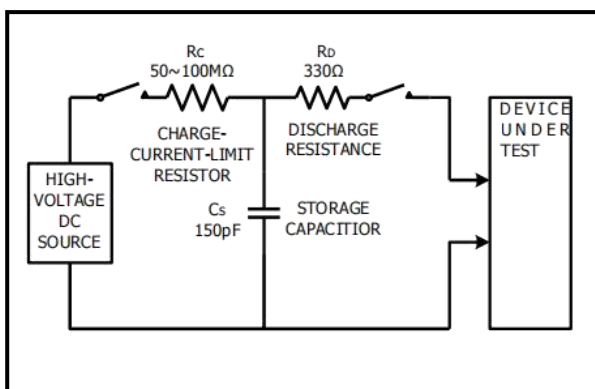 RC
50~100MΩ
CHARGE-
CURRENT-LIMIT
RESISTOR
RD
330Ω
DISCHARGE
RESISTANCE
HIGH-
VOLTAGE
DC
SOURCE
CS
150pF
STORAGE
CAPACITIOR
DEVICE
UNDER
TEST